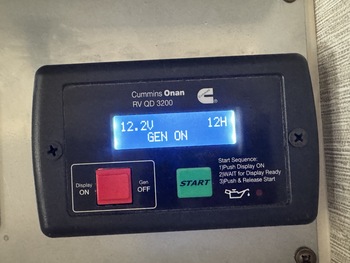 Cummins Onan
RV QD 3200
12.2V 12H
GEN ON
Display
ON
Gen
OFF
START
Start Sequence:
1)Push Display ON
2)WAIT for Display Ready
3)Push & Release Start